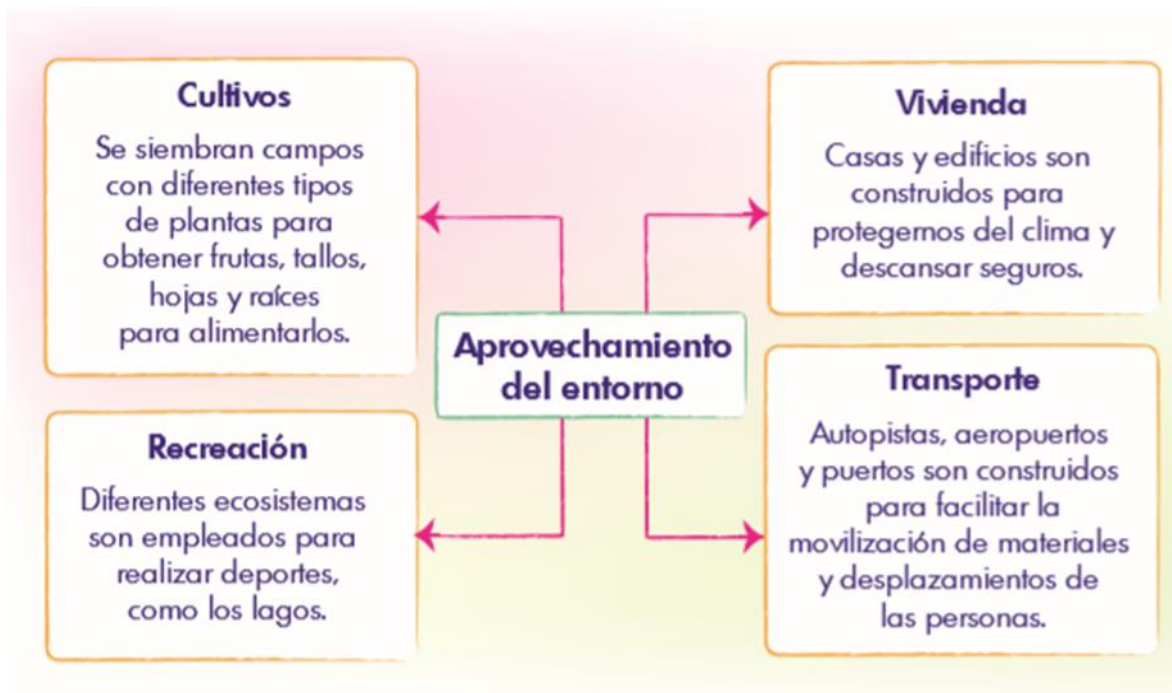 Cultivos
Se siembran campos
con diferentes tipos
de plantas para
obtener frutas, tallos,
hojas y raíces
para alimentarlos.
Recreación
Diferentes ecosistemas
son empleados para
realizar deportes,
como los lagos.
Aprovechamiento
del entorno
Vivienda
Casas y edificios son
construidos para
protegernos del clima y
descansar seguros.
Transporte
Autopistas, aeropuertos
y puertos son construidos
para facilitar la
movilización de materiales
y desplazamientos de
las personas.